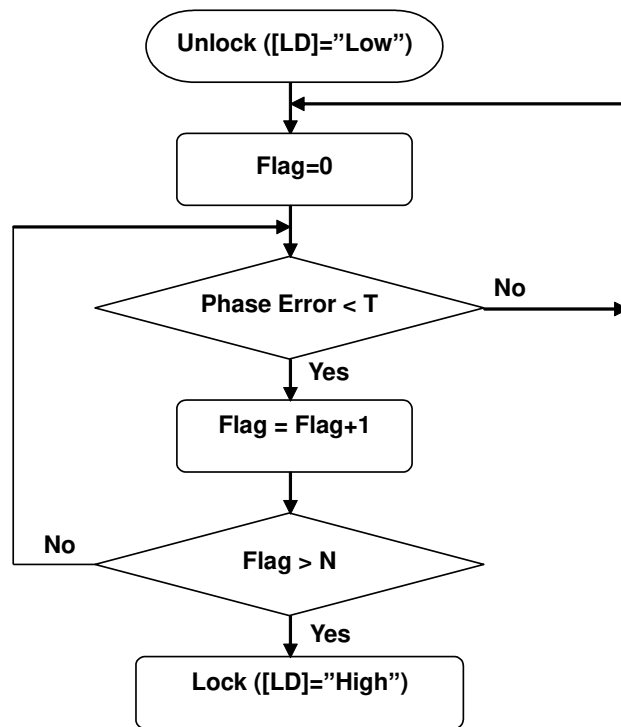 Unlock ([LD]=”Low”)
Flag=0
Phase Error < T
No
Yes
Flag = Flag+1
No
Flag > N
Yes
Lock ([LD]=”High”)